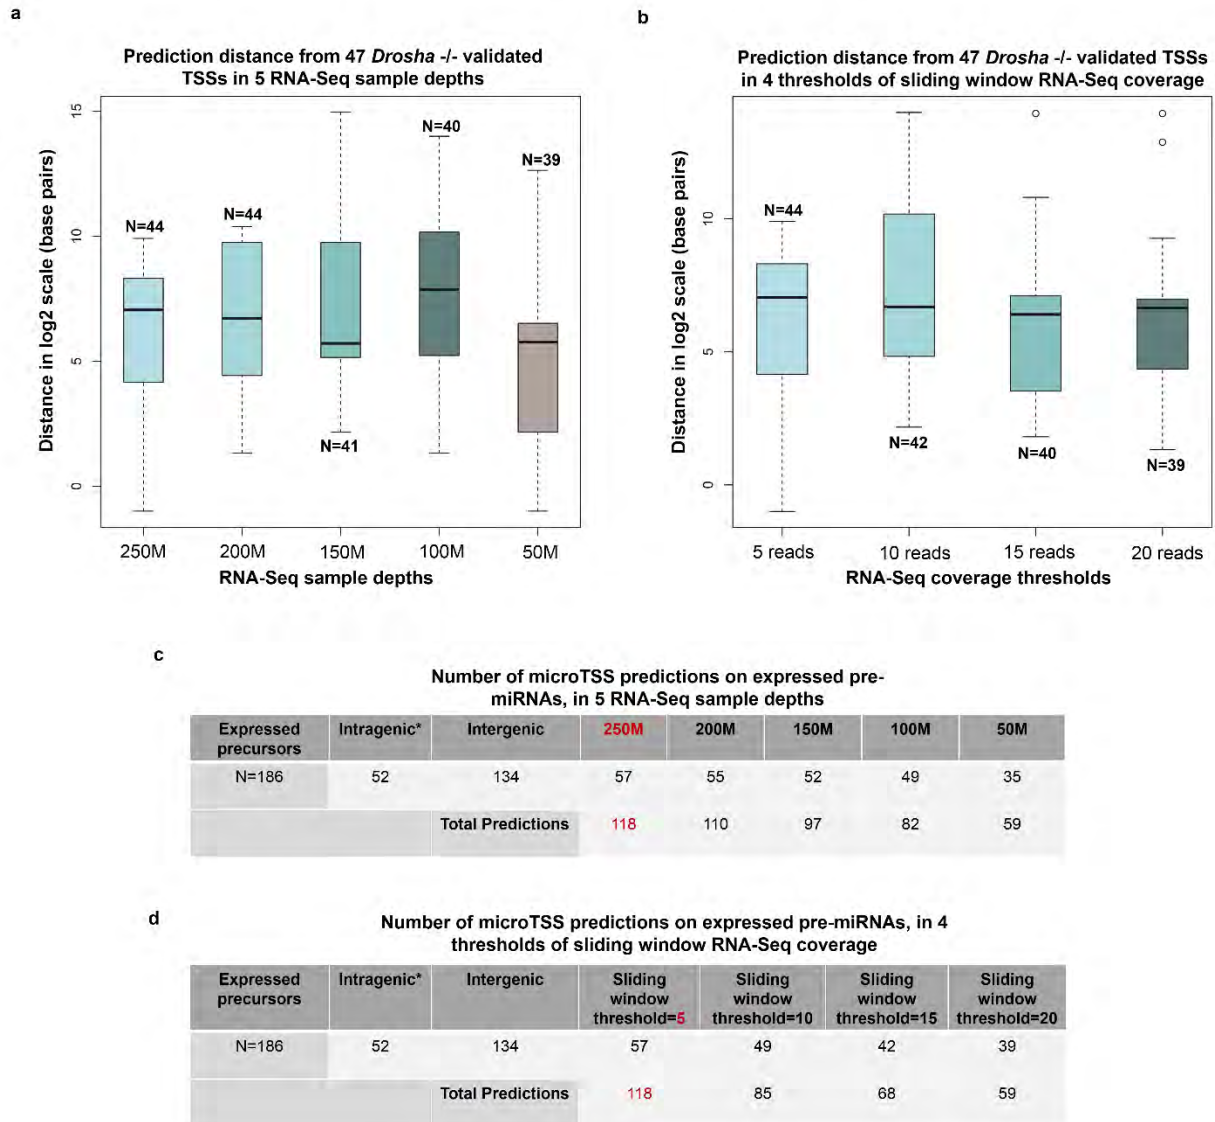 a
Prediction distance from 47 Drosha -/- validated
TSSs in 5 RNA-Seq sample depths
Distance in log2 scale (base pairs)
15
10
5
0
N=44
N=44
N=41
N=40
N=39
250M 200M 150M 100M 50M
RNA-Seq sample depths
b
Prediction distance from 47 Drosha -/- validated TSSs
in 4 thresholds of sliding window RNA-Seq coverage
Distance in log2 scale (base pairs)
10
5
0
N=44
N=42
N=40
N=39
5 reads 10 reads 15 reads 20 reads
RNA-Seq coverage thresholds
c
Number of microTSS predictions on expressed pre-
miRNAs, in 5 RNA-Seq sample depths
Expressed precursors Intragenic* Intergenic 250M 200M 150M 100M 50M
N=186 52 134 57 55 52 49 35
Total Predictions 118 110 97 82 59
d
Number of microTSS predictions on expressed pre-miRNAs, in 4
thresholds of sliding window RNA-Seq coverage
Expressed precursors Intragenic* Intergenic Sliding window threshold=5 Sliding window threshold=10 Sliding window threshold=15 Sliding window threshold=20
N=186 52 134 57 49 42 39
Total Predictions 118 85 68 59